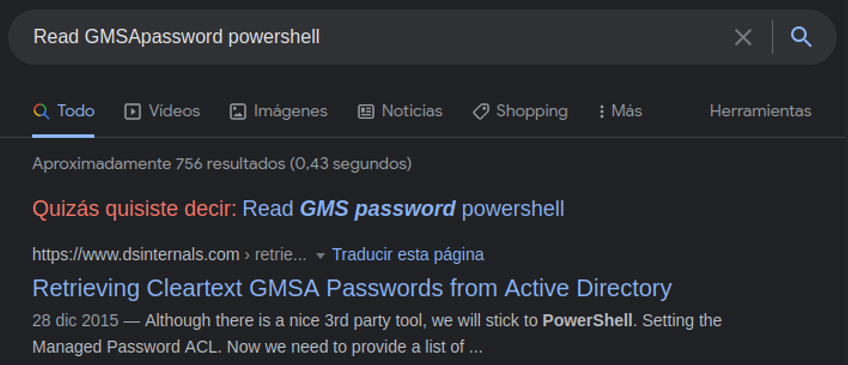 Read GMSApassword powershell
Todo Vídeos Imágenes Noticias Shopping Más Herramientas
Aproximadamente 756 resultados (0,43 segundos)
Quizás quisiste decir: Read GMS password powershell
https://www.dsinternals.com › retrie... Traducir esta página
Retrieving Cleartext GMSA Passwords from Active Directory
28 dic 2015 — Although there is a nice 3rd party tool, we will stick to PowerShell. Setting the
Managed Password ACL. Now we need to provide a list of ...